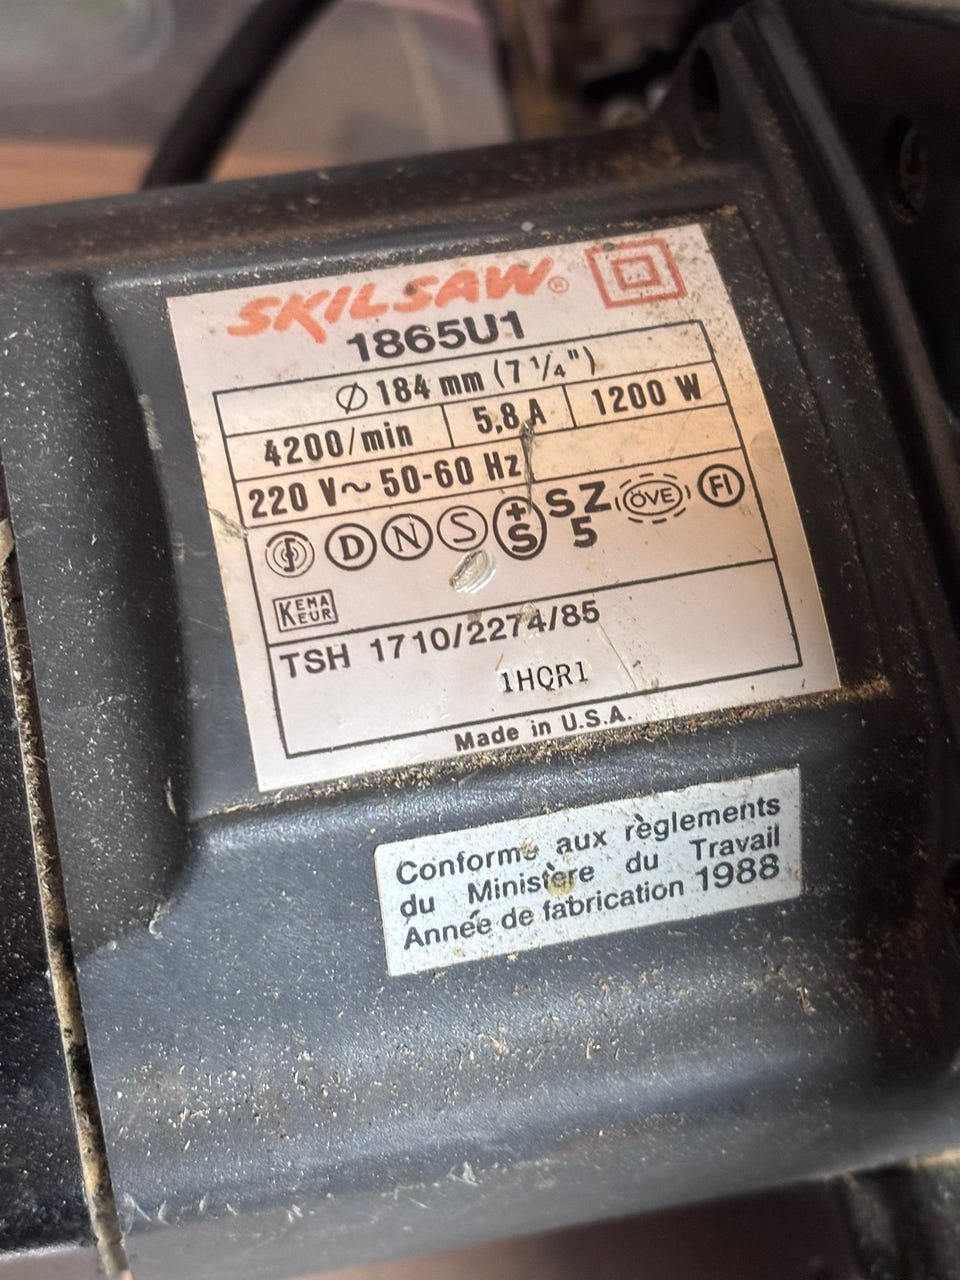 SKILSAW®
1865U1
Ø 184 mm (7 1/4")
4200/min 5,8 A 1200 W
220 V~ 50-60 Hz
D N S +S SZ 5 ÖVE FI
KEMA KEUR
TSH 1710/2274/85
1HQR1
Made in U.S.A.
Conforme aux règlements
du Ministère du Travail
Année de fabrication 1988